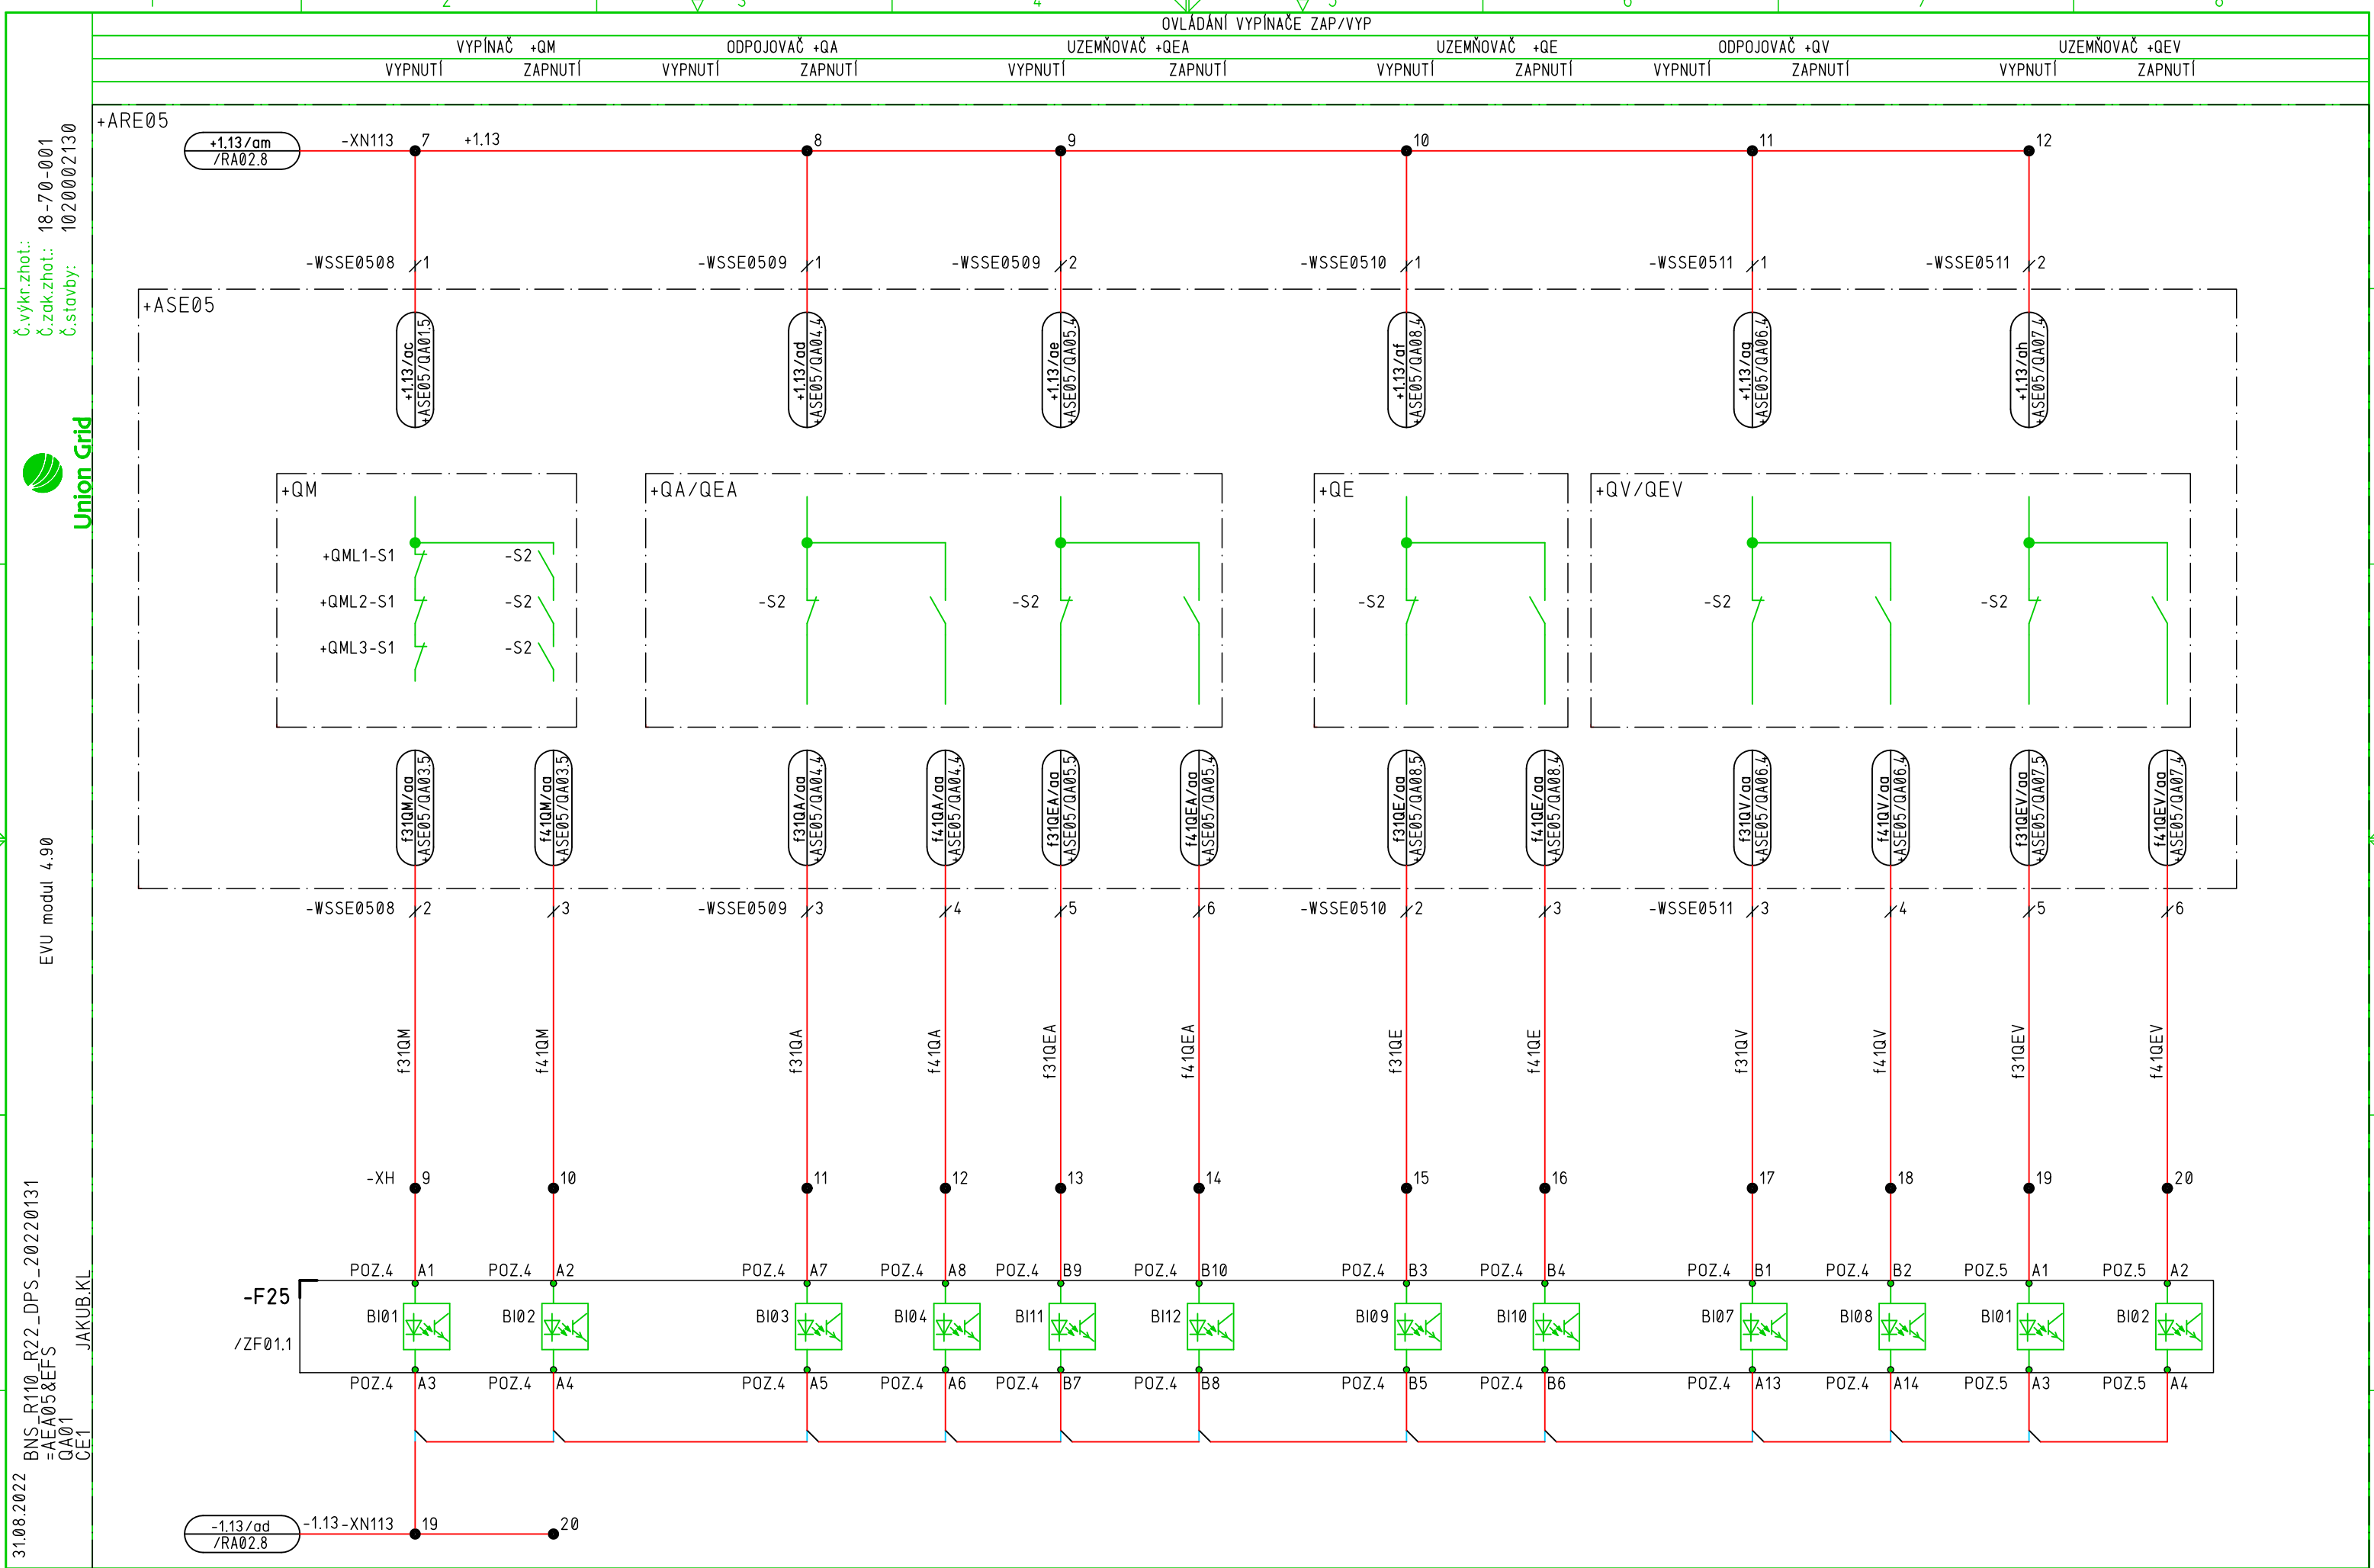 1 2 3 4 5 6 7 8
OVLÁDÁNÍ VYPÍNAČE ZAP/VYP
VYPÍNAČ +QM ODPOJOVAČ +QA UZEMŇOVAČ +QEA UZEMŇOVAČ +QE ODPOJOVAČ +QV UZEMŇOVAČ +QEV
VYPNUTÍ ZAPNUTÍ VYPNUTÍ ZAPNUTÍ VYPNUTÍ ZAPNUTÍ VYPNUTÍ ZAPNUTÍ VYPNUTÍ ZAPNUTÍ VYPNUTÍ ZAPNUTÍ
+ARE05
+1.13/am
/RA02.8
-XN113 7 +1.13 8 9 10 11 12
-WSSE0508 1 -WSSE0509 1 -WSSE0509 2 -WSSE0510 1 -WSSE0511 1 -WSSE0511 2
+ASE05
+1.13/ac
+ASE05/QA01.5
+1.13/ad
+ASE05/QA04.4
+1.13/ae
+ASE05/QA05.4
+1.13/af
+ASE05/QA08.4
+1.13/ag
+ASE05/QA06.4
+1.13/ah
+ASE05/QA07.4
+QM +QA/QEA +QE +QV/QEV
+QML1-S1 -S2
+QML2-S1 -S2 -S2 -S2 -S2 -S2 -S2
+QML3-S1 -S2
f31QM/aa
+ASE05/QA03.5
f41QM/aa
+ASE05/QA03.5
f31QA/aa
+ASE05/QA04.4
f41QA/aa
+ASE05/QA04.4
f31QEA/aa
+ASE05/QA05.5
f41QEA/aa
+ASE05/QA05.4
f31QE/aa
+ASE05/QA08.5
f41QE/aa
+ASE05/QA08.4
f31QV/aa
+ASE05/QA06.4
f41QV/aa
+ASE05/QA06.4
f31QEV/aa
+ASE05/QA07.5
f41QEV/aa
+ASE05/QA07.4
-WSSE0508 2 3 -WSSE0509 3 4 5 6 -WSSE0510 2 3 -WSSE0511 3 4 5 6
f31QM f41QM f31QA f41QA f31QEA f41QEA f31QE f41QE f31QV f41QV f31QEV f41QEV
-XH 9 10 11 12 13 14 15 16 17 18 19 20
POZ.4 A1 POZ.4 A2 POZ.4 A7 POZ.4 A8 POZ.4 B9 POZ.4 B10 POZ.4 B3 POZ.4 B4 POZ.4 B1 POZ.4 B2 POZ.5 A1 POZ.5 A2
-F25
/ZF01.1
BI01 BI02 BI03 BI04 BI11 BI12 BI09 BI10 BI07 BI08 BI01 BI02
POZ.4 A3 POZ.4 A4 POZ.4 A5 POZ.4 A6 POZ.4 B7 POZ.4 B8 POZ.4 B5 POZ.4 B6 POZ.4 A13 POZ.4 A14 POZ.5 A3 POZ.5 A4
-1.13/ad
/RA02.8
-1.13 -XN113 19 20
Č.výkr.zhot.:
Č.zak.zhot.: 18-70-001
Č.stavby: 1020002130
Union Grid
EVU modul 4.90
BNS_R110_R22_DPS_20220131
=AEA05&EFS
QA01
CE1 JAKUB.KL
31.08.2022